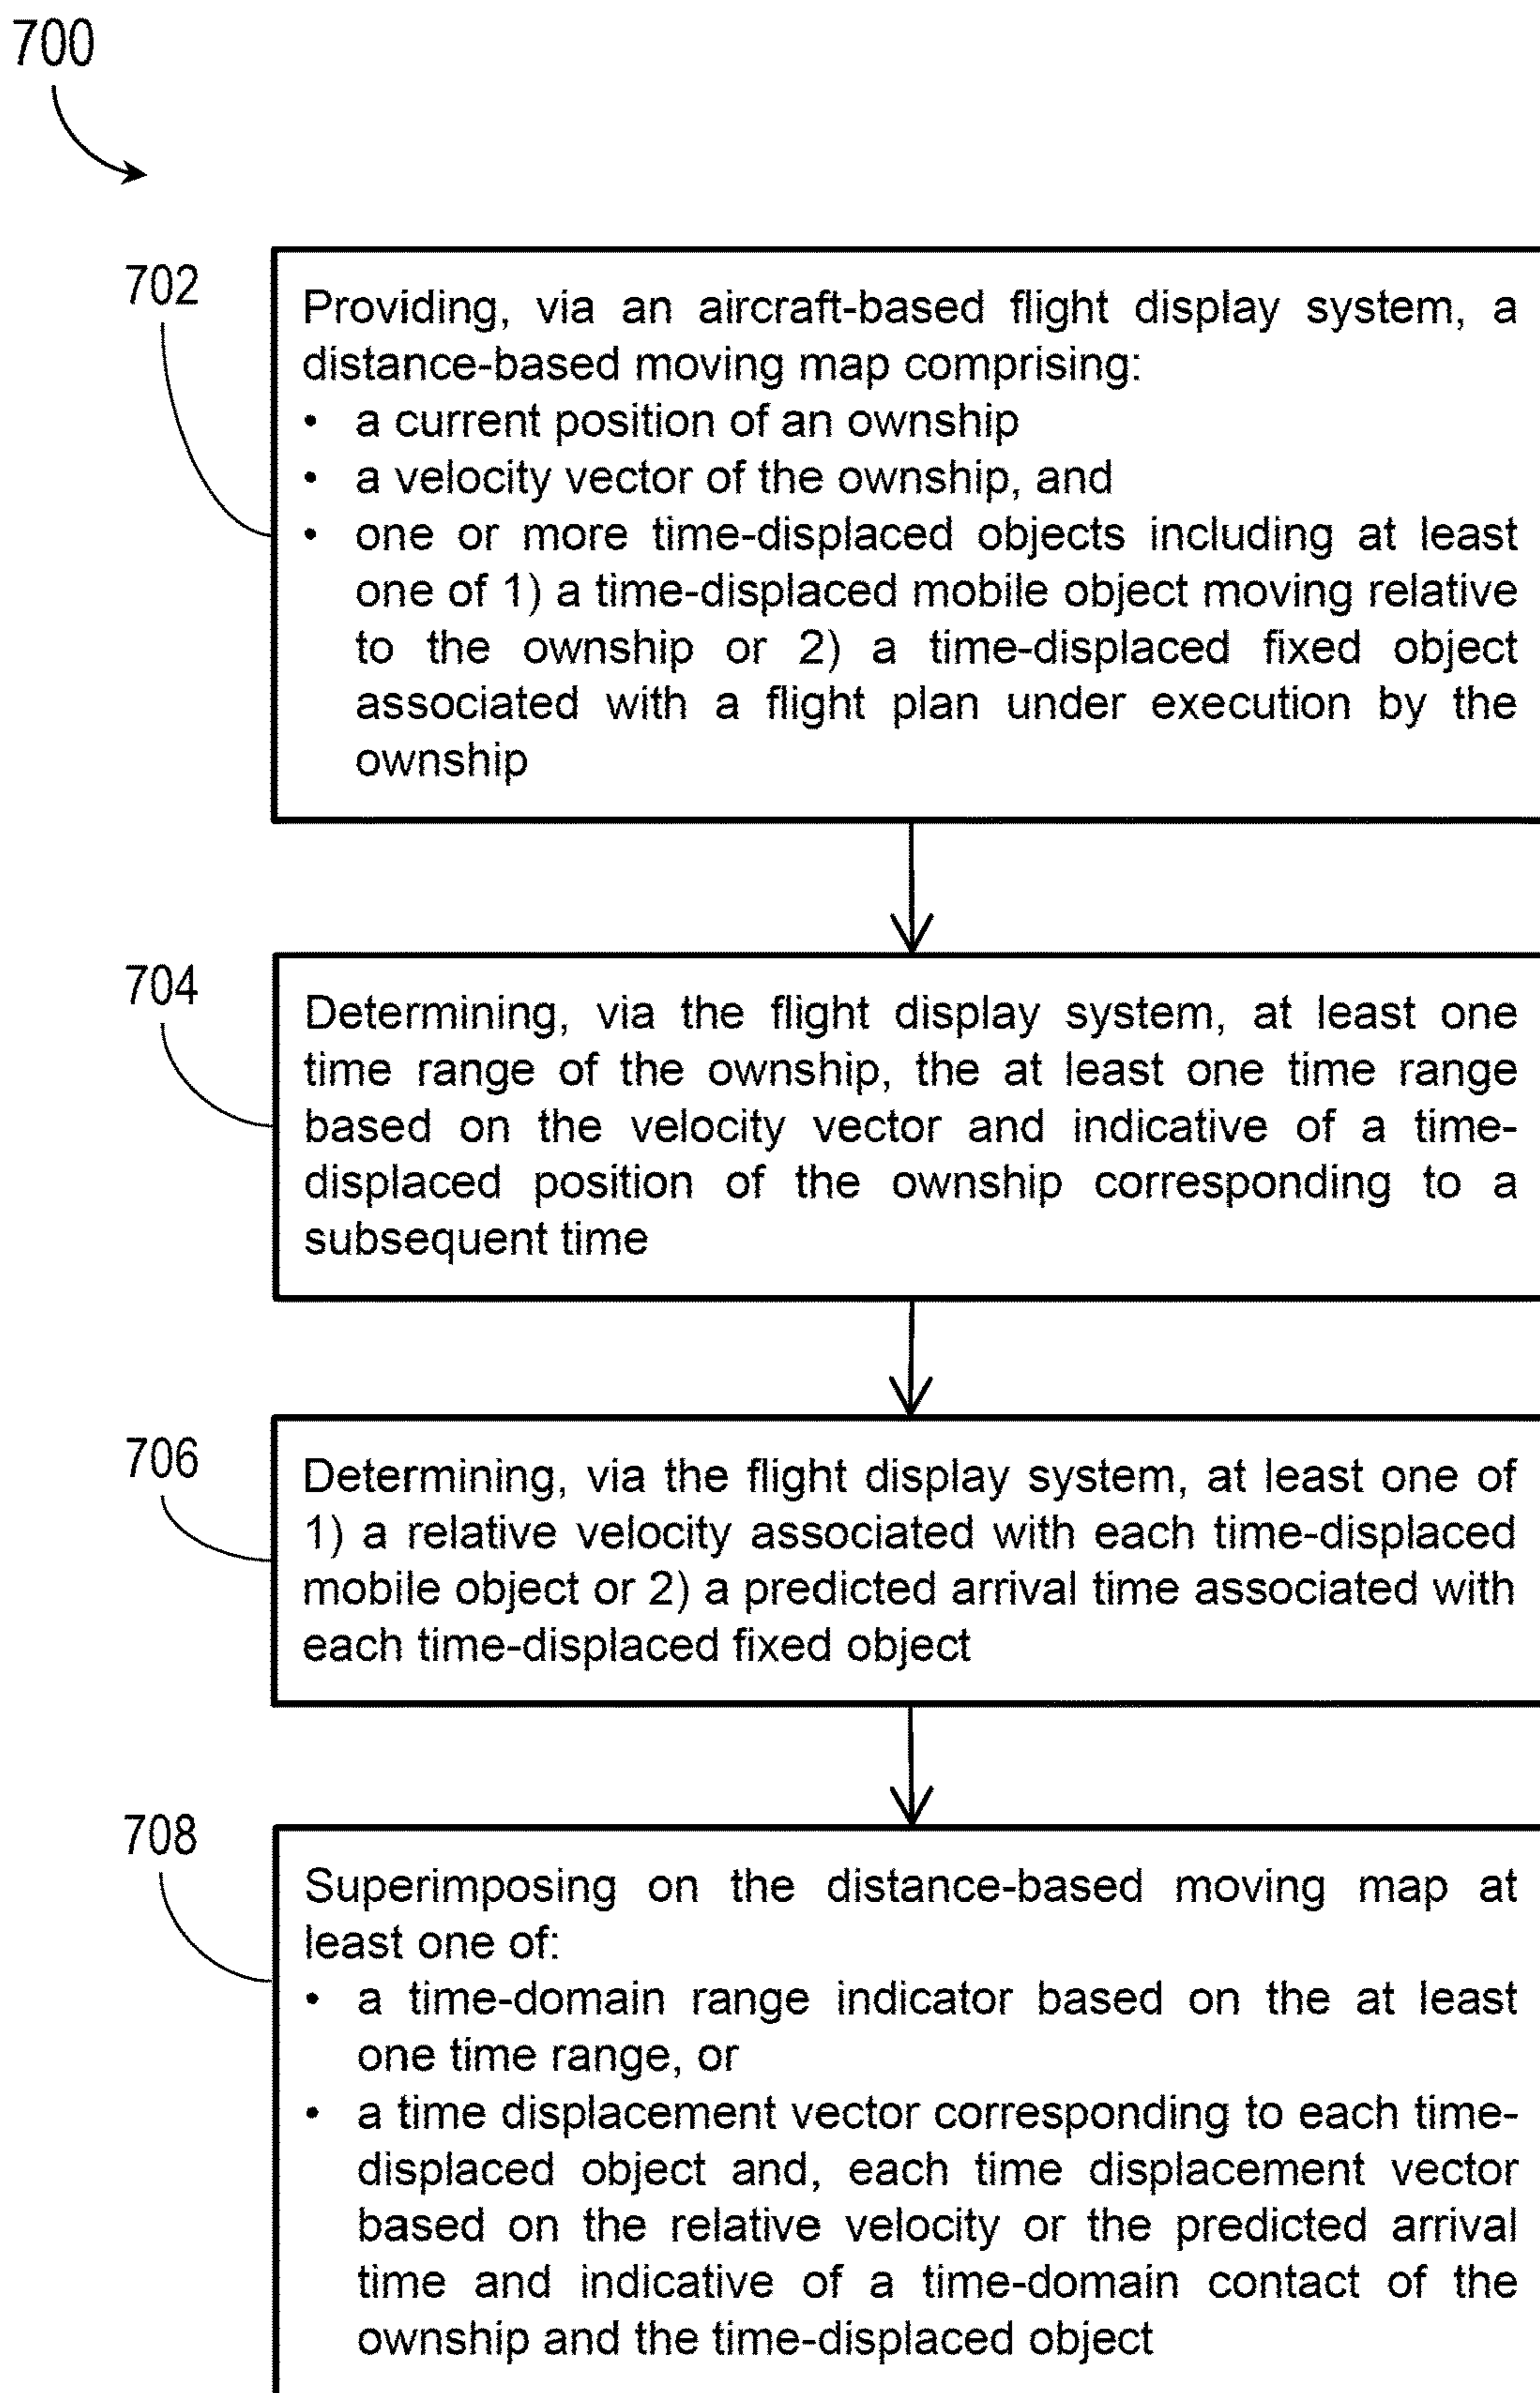 700
702
Providing, via an aircraft-based flight display system, a
distance-based moving map comprising:
• a current position of an ownship
• a velocity vector of the ownship, and
• one or more time-displaced objects including at least
one of 1) a time-displaced mobile object moving relative
to the ownship or 2) a time-displaced fixed object
associated with a flight plan under execution by the
ownship
704
Determining, via the flight display system, at least one
time range of the ownship, the at least one time range
based on the velocity vector and indicative of a time-
displaced position of the ownship corresponding to a
subsequent time
706
Determining, via the flight display system, at least one of
1) a relative velocity associated with each time-displaced
mobile object or 2) a predicted arrival time associated with
each time-displaced fixed object
708
Superimposing on the distance-based moving map at
least one of:
• a time-domain range indicator based on the at least
one time range, or
• a time displacement vector corresponding to each time-
displaced object and, each time displacement vector
based on the relative velocity or the predicted arrival
time and indicative of a time-domain contact of the
ownship and the time-displaced object